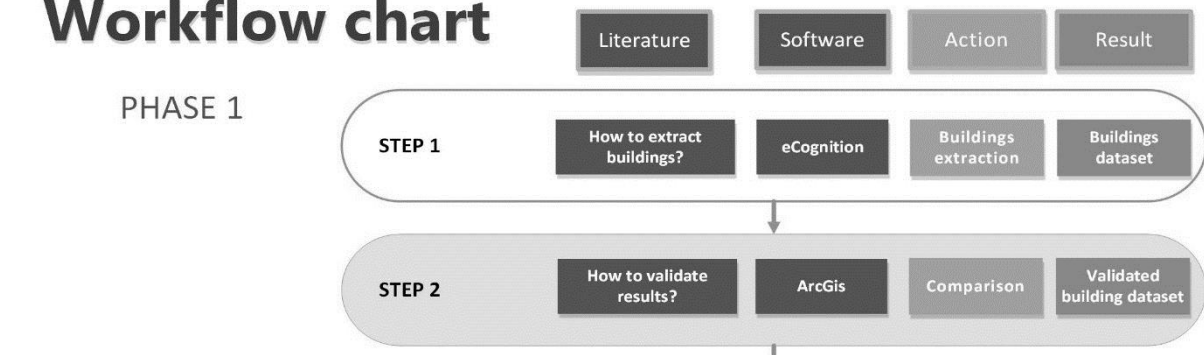 Workflow chart
Literature
Software
Action
Result
PHASE 1
STEP 1
How to extract
buildings?
eCognition
Buildings
extraction
Buildings
dataset
STEP 2
How to validate
results?
ArcGis
Comparison
Validated
building dataset